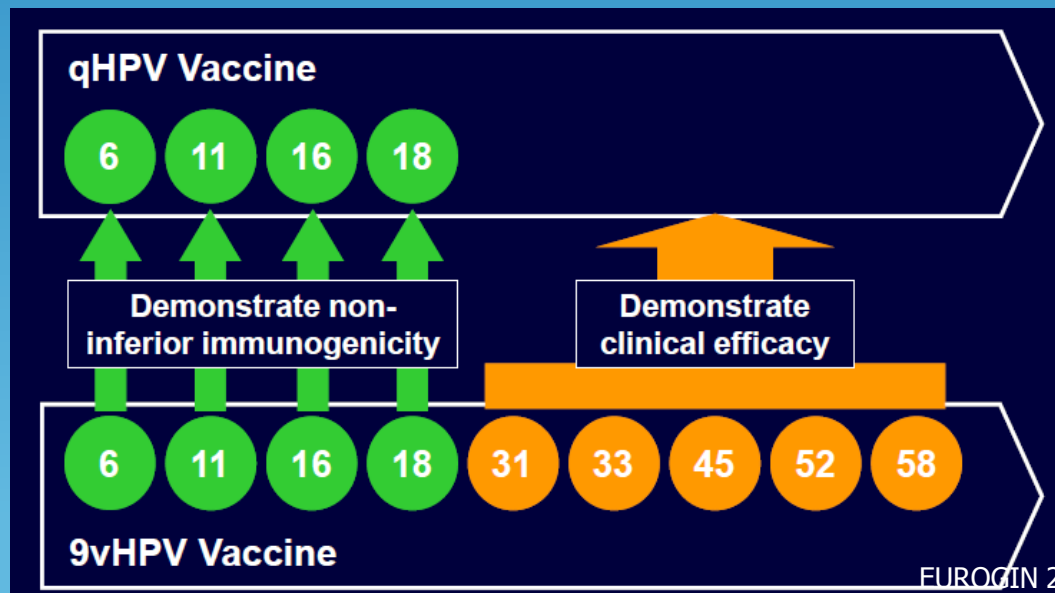 qHPV Vaccine
6 11 16 18
Demonstrate non-
inferior immunogenicity
Demonstrate
clinical efficacy
6 11 16 18 31 33 45 52 58
9vHPV Vaccine
EUROGIN 2